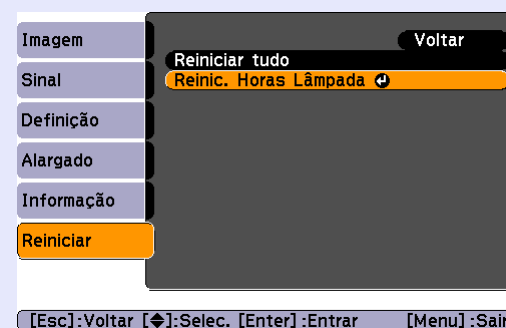 Imagem
Sinal
Definição
Alargado
Informação
Reiniciar
Voltar
Reiniciar tudo
Reinic. Horas Lâmpada
[Esc]:Voltar [◆]:Selec. [Enter]:Entrar [Menu]:Sair